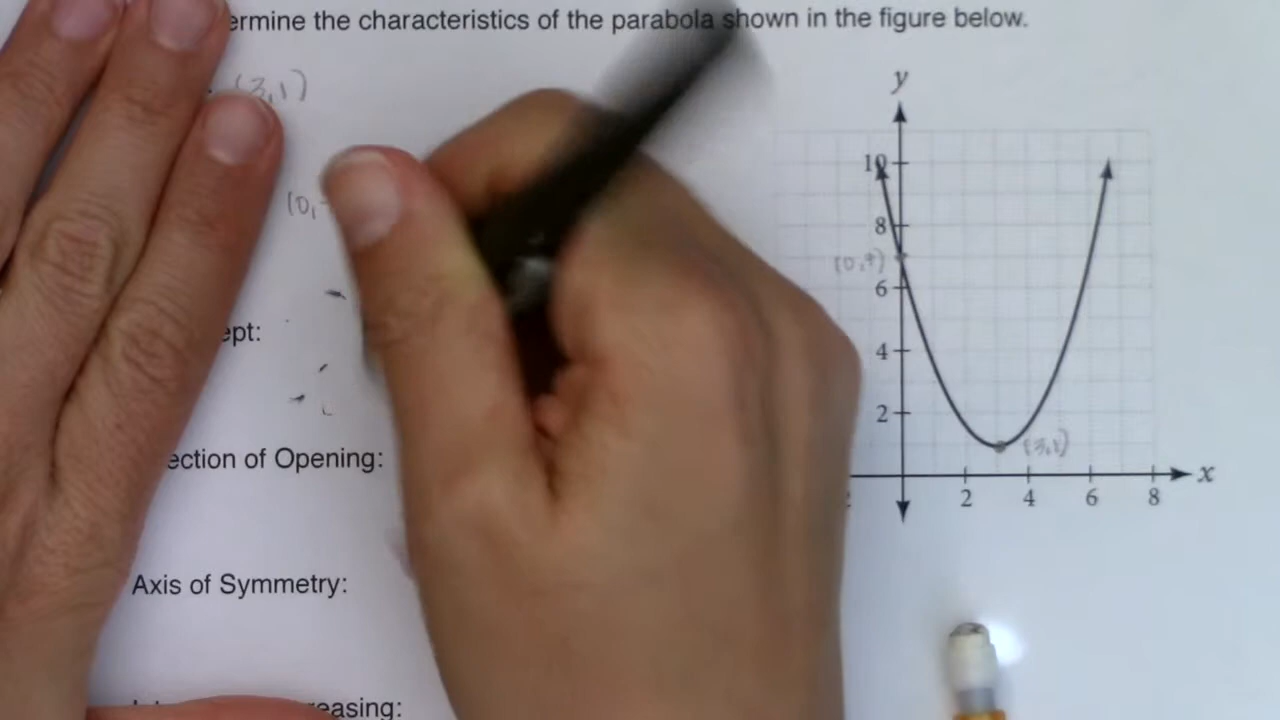 ermine the characteristics of the parabola shown in the figure below.
(3,1)
(0,
ept:
ection of Opening:
Axis of Symmetry:
easing:
y
10
8
(0,7)
6
4
2
(3,1)
x
2 4 6 8